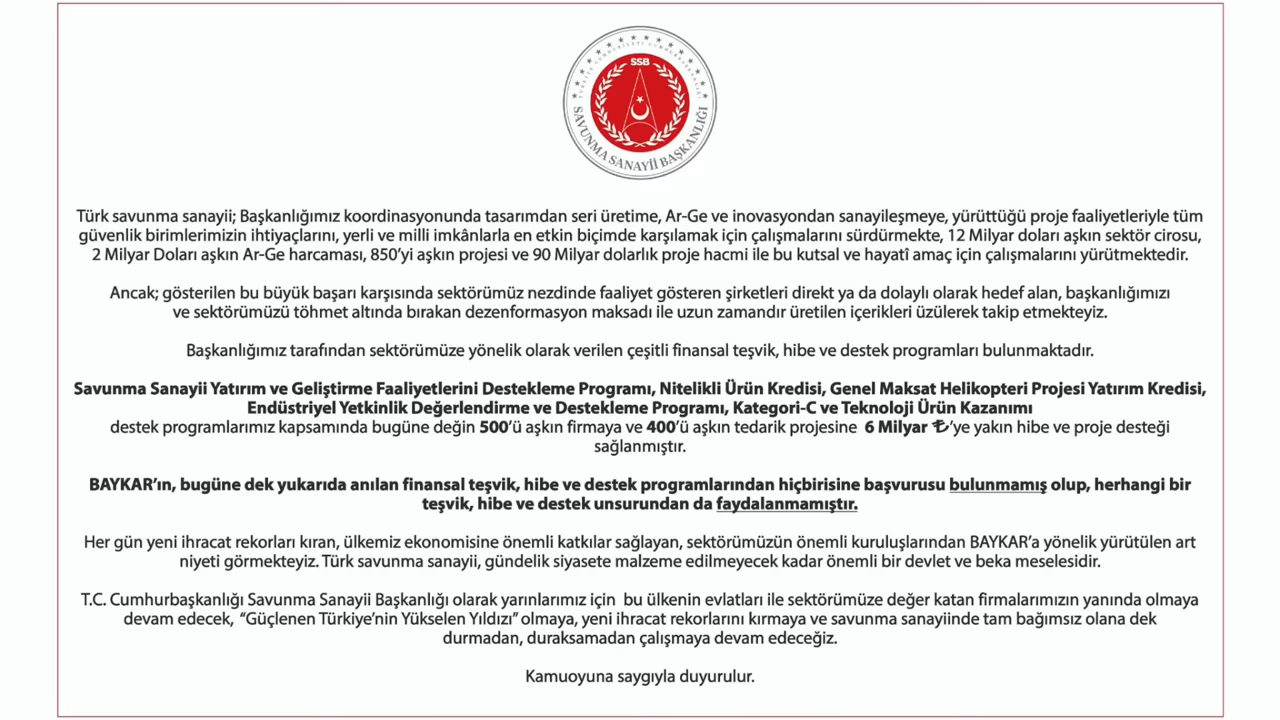 SSB
SAVUNMA SANAYİİ BAŞKANLIĞI
Türk savunma sanayii; Başkanlığımız koordinasyonunda tasarımdan seri üretime, Ar-Ge ve inovasyondan sanayileşmeye, yürüttüğü proje faaliyetleriyle tüm
güvenlik birimlerimizin ihtiyaçlarını, yerli ve milli imkânlarla en etkin biçimde karşılamak için çalışmalarını sürdürmekte, 12 Milyar doları aşkın sektör cirosu,
2 Milyar Doları aşkın Ar-Ge harcaması, 850’yi aşkın projesi ve 90 Milyar dolarlık proje hacmi ile bu kutsal ve hayatî amaç için çalışmalarını yürütmektedir.
Ancak; gösterilen bu büyük başarı karşısında sektörümüz nezdinde faaliyet gösteren şirketleri direkt ya da dolaylı olarak hedef alan, başkanlığımızı
ve sektörümüzü töhmet altında bırakan dezenformasyon maksadı ile uzun zamandır üretilen içerikleri üzülerek takip etmekteyiz.
Başkanlığımız tarafından sektörümüze yönelik olarak verilen çeşitli finansal teşvik, hibe ve destek programları bulunmaktadır.
Savunma Sanayii Yatırım ve Geliştirme Faaliyetlerini Destekleme Programı, Nitelikli Ürün Kredisi, Genel Maksat Helikopteri Projesi Yatırım Kredisi,
Endüstriyel Yetkinlik Değerlendirme ve Destekleme Programı, Kategori-C ve Teknoloji Ürün Kazanımı
destek programlarımız kapsamında bugüne değin 500’ü aşkın firmaya ve 400’ü aşkın tedarik projesine 6 Milyar ₺’ye yakın hibe ve proje desteği
sağlanmıştır.
BAYKAR’ın, bugüne dek yukarıda anılan finansal teşvik, hibe ve destek programlarından hiçbirisine başvurusu bulunmamış olup, herhangi bir
teşvik, hibe ve destek unsurundan da faydalanmamıştır.
Her gün yeni ihracat rekorları kıran, ülkemiz ekonomisine önemli katkılar sağlayan, sektörümüzün önemli kuruluşlarından BAYKAR’a yönelik yürütülen art
niyeti görmekteyiz. Türk savunma sanayii, gündelik siyasete malzeme edilmeyecek kadar önemli bir devlet ve beka meselesidir.
T.C. Cumhurbaşkanlığı Savunma Sanayii Başkanlığı olarak yarınlarımız için bu ülkenin evlatları ile sektörümüze değer katan firmalarımızın yanında olmaya
devam edecek, “Güçlenen Türkiye’nin Yükselen Yıldızı” olmaya, yeni ihracat rekorlarını kırmaya ve savunma sanayiinde tam bağımsız olana dek
durmadan, duraksamadan çalışmaya devam edeceğiz.
Kamuoyuna saygıyla duyurulur.